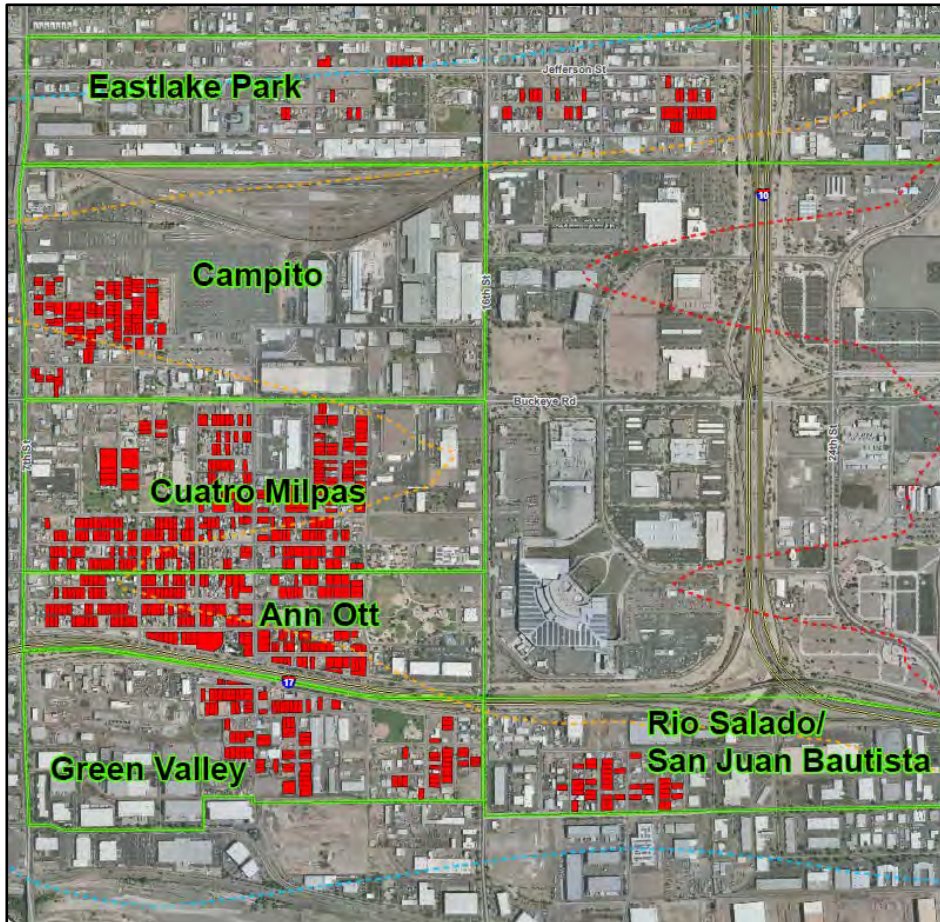 Eastlake Park
Jefferson St
10
Campito
16th St
Buckeye Rd
7th St
24th St
Cuatro Milpas
Ann Ott
17
Rio Salado/
San Juan Bautista
Green Valley